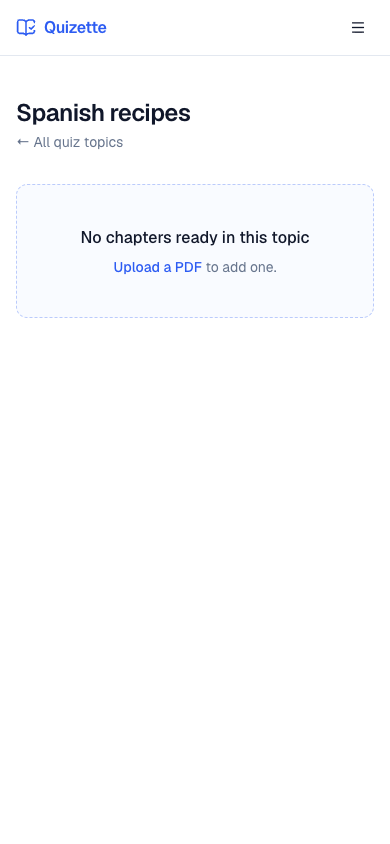 Quizette
Spanish recipes
← All quiz topics
No chapters ready in this topic
Upload a PDF to add one.